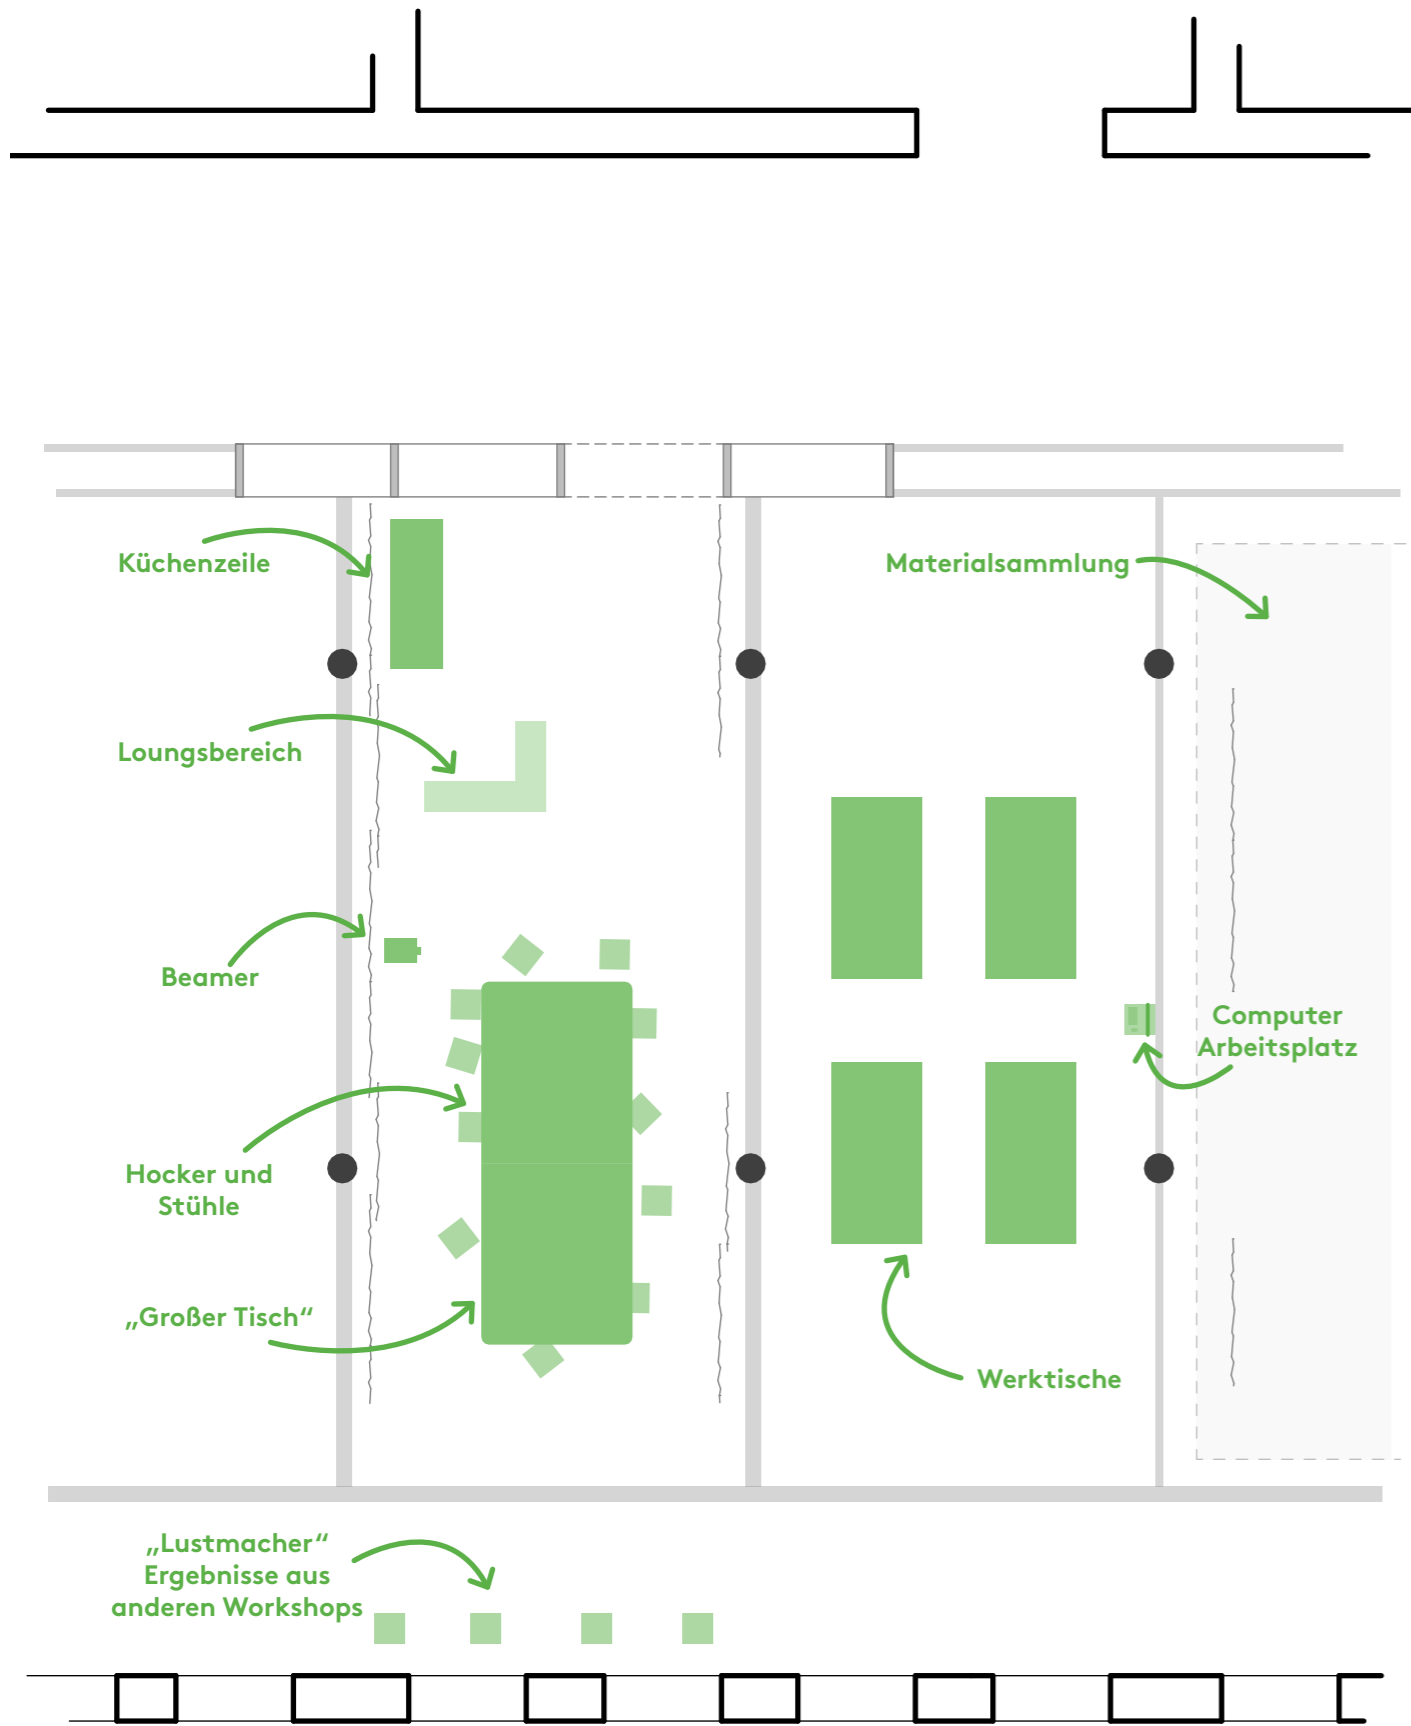 Küchenzeile
Materialsammlung
Loungsbereich
Beamer
Computer
Arbeitsplatz
Hocker und
Stühle
„Großer Tisch“
Werktische
„Lustmacher“
Ergebnisse aus
anderen Workshops